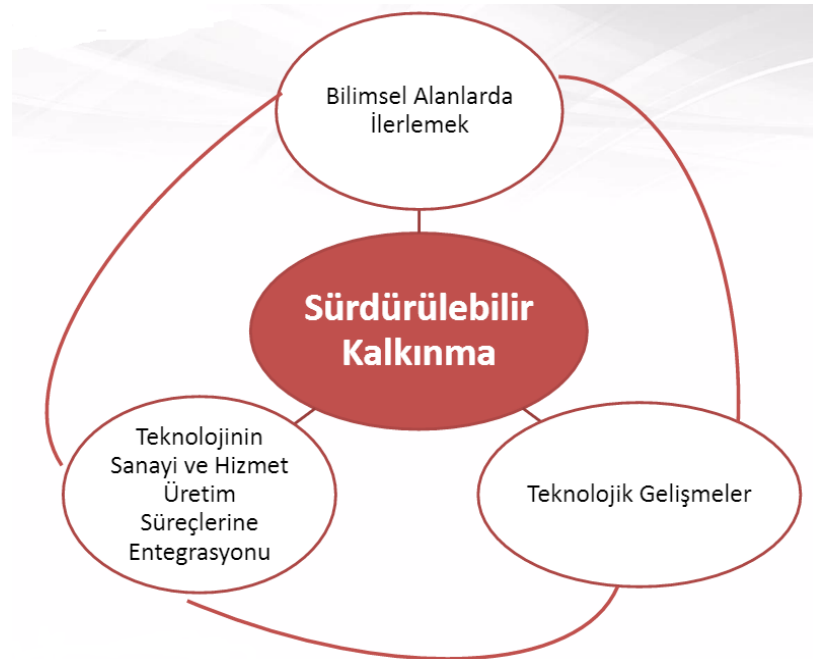 Bilimsel Alanlarda
İlerlemek
Sürdürülebilir
Kalkınma
Teknolojinin
Sanayi ve Hizmet
Üretim
Süreçlerine
Entegrasyonu
Teknolojik Gelişmeler